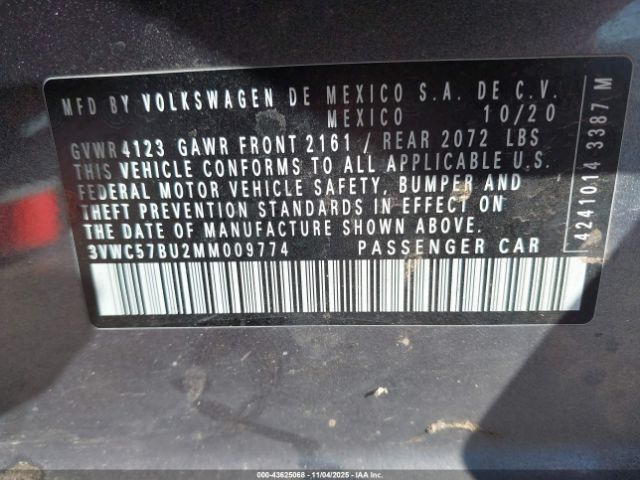 MFD BY VOLKSWAGEN DE MEXICO S.A. DE C.V.
MEXICO 10/20
GVWR 4123 GAWR FRONT 2161 / REAR 2072 LBS
THIS VEHICLE CONFORMS TO ALL APPLICABLE U.S.
FEDERAL MOTOR VEHICLE SAFETY, BUMPER AND
THEFT PREVENTION STANDARDS IN EFFECT ON
THE DATE OF MANUFACTURE SHOWN ABOVE.
3VWC57BU2MM009774 PASSENGER CAR
4241014 3387 M
000-43625068 - 11/04/2025 - IAAI.com